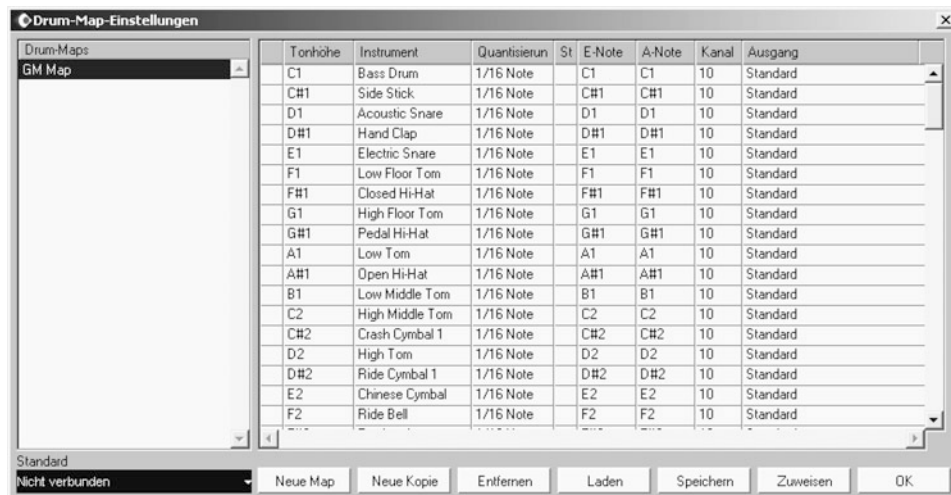 Drum-Map-Einstellungen
Drum-Maps
GM Map
Tonhöhe Instrument Quantisierun St E-Note A-Note Kanal Ausgang
C1 Bass Drum 1/16 Note C1 C1 10 Standard
C#1 Side Stick 1/16 Note C#1 C#1 10 Standard
D1 Acoustic Snare 1/16 Note D1 D1 10 Standard
D#1 Hand Clap 1/16 Note D#1 D#1 10 Standard
E1 Electric Snare 1/16 Note E1 E1 10 Standard
F1 Low Floor Tom 1/16 Note F1 F1 10 Standard
F#1 Closed Hi-Hat 1/16 Note F#1 F#1 10 Standard
G1 High Floor Tom 1/16 Note G1 G1 10 Standard
G#1 Pedal Hi-Hat 1/16 Note G#1 G#1 10 Standard
A1 Low Tom 1/16 Note A1 A1 10 Standard
A#1 Open Hi-Hat 1/16 Note A#1 A#1 10 Standard
B1 Low Middle Tom 1/16 Note B1 B1 10 Standard
C2 High Middle Tom 1/16 Note C2 C2 10 Standard
C#2 Crash Cymbal 1 1/16 Note C#2 C#2 10 Standard
D2 High Tom 1/16 Note D2 D2 10 Standard
D#2 Ride Cymbal 1 1/16 Note D#2 D#2 10 Standard
E2 Chinese Cymbal 1/16 Note E2 E2 10 Standard
F2 Ride Bell 1/16 Note F2 F2 10 Standard
Standard
Nicht verbunden
Neue Map Neue Kopie Entfernen Laden Speichern Zuweisen OK